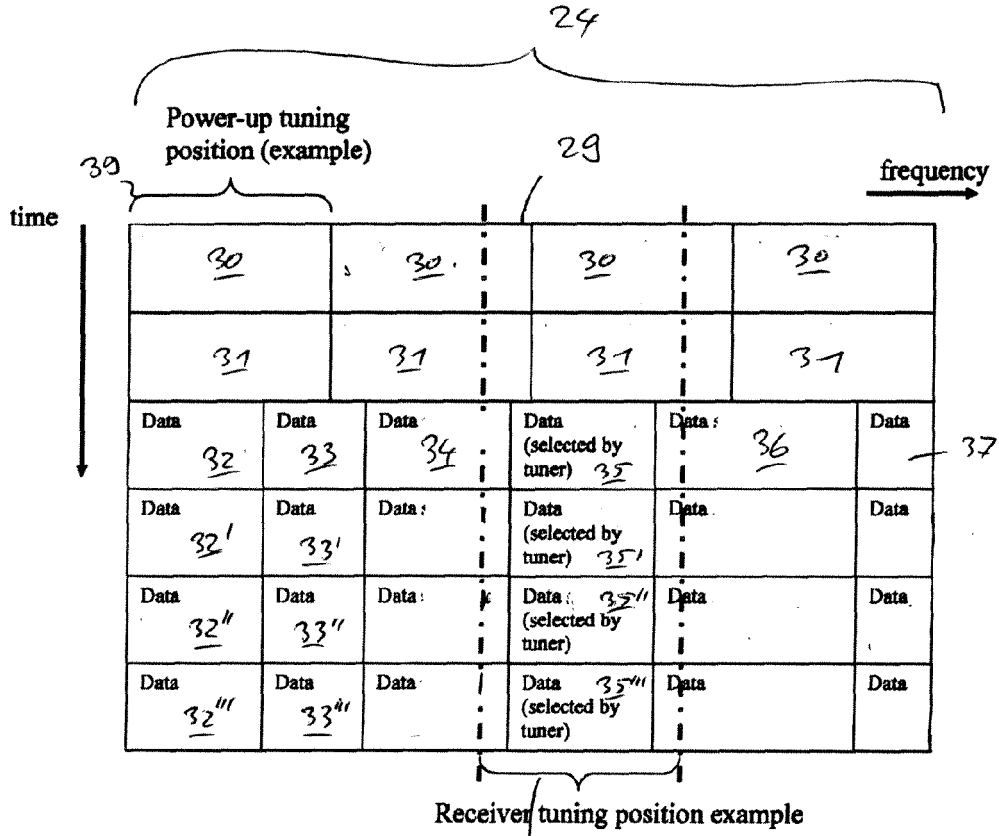 24
Power-up tuning
position (example)
39
29
frequency
time
30 30 30 30
31 31 31 31
Data 32 Data 33 Data 34 Data (selected by tuner) 35 Data 36 Data 37
Data 32' Data 33' Data Data (selected by tuner) 35' Data Data
Data 32" Data 33" Data Data 35" (selected by tuner) Data Data
Data 32"' Data 33"' Data Data 35"' (selected by tuner) Data Data
Receiver tuning position example